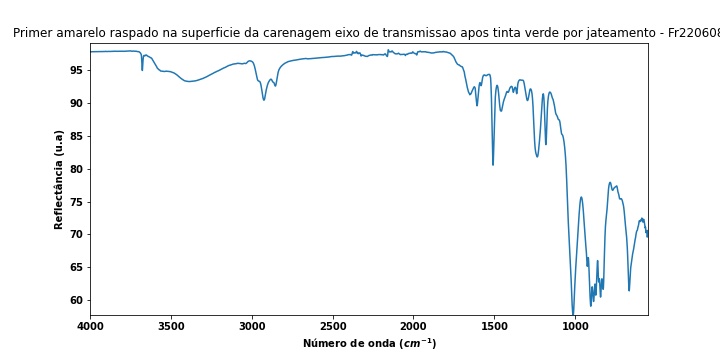 Primer amarelo raspado na superficie da carenagem eixo de transmissao apos tinta verde por jateamento - Fr220608
95
90
85
80
75
70
65
60
Reflectância (u.a)
4000 3500 3000 2500 2000 1500 1000
Número de onda (cm⁻¹)